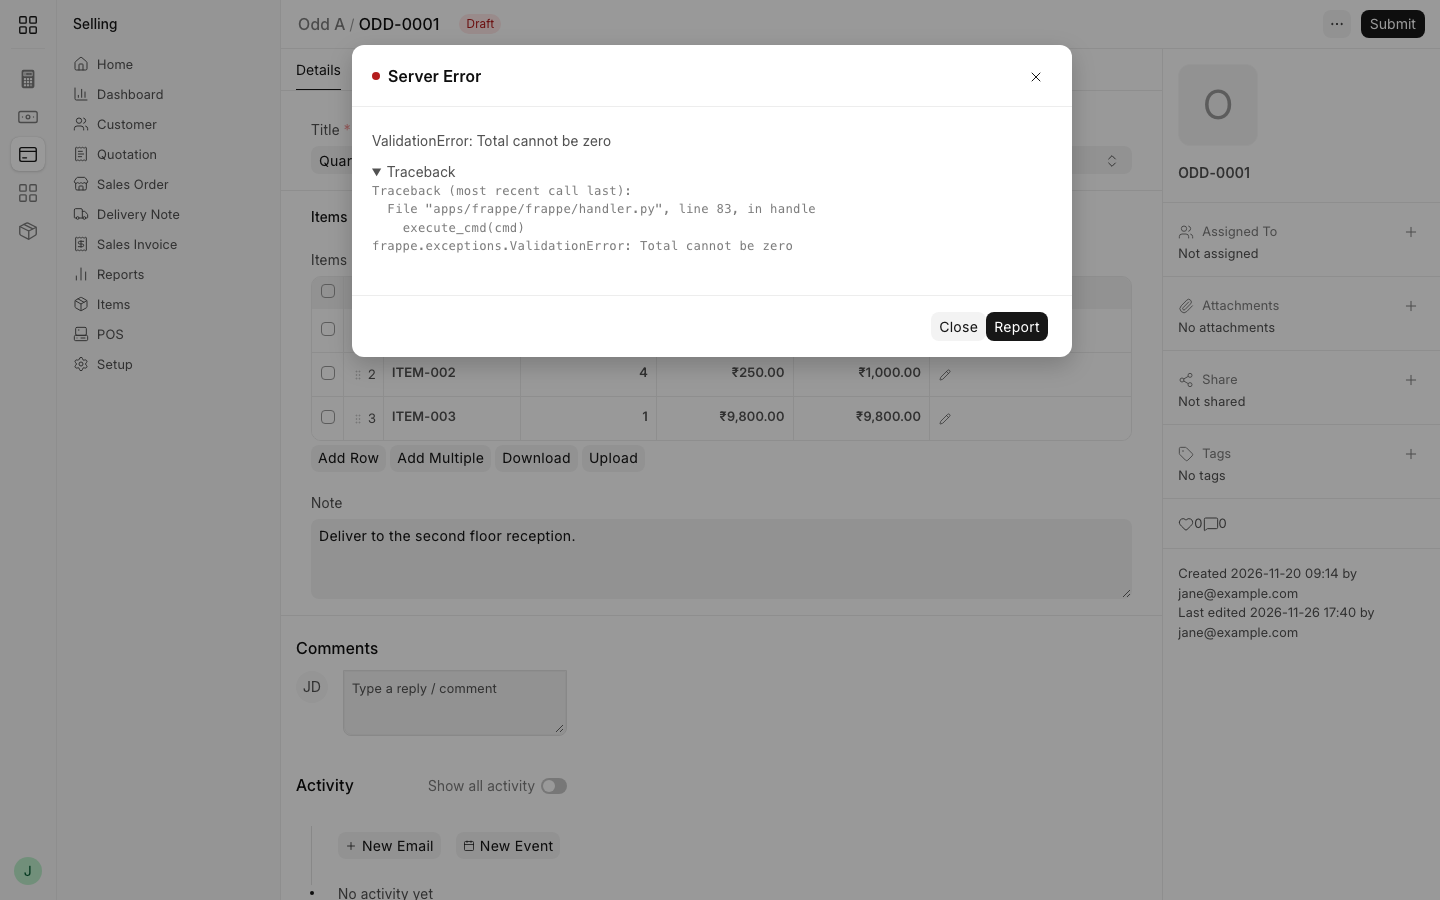 Selling
Home
Dashboard
Customer
Quotation
Sales Order
Delivery Note
Sales Invoice
Reports
Items
POS
Setup
J
Odd A / ODD-0001
Draft
Submit
Details
Title *
Server Error
ValidationError: Total cannot be zero
▼ Traceback
Traceback (most recent call last):
File "apps/frappe/frappe/handler.py", line 83, in handle
execute_cmd(cmd)
frappe.exceptions.ValidationError: Total cannot be zero
Close Report
Items
Items
2 ITEM-002 4 ₹250.00 ₹1,000.00
3 ITEM-003 1 ₹9,800.00 ₹9,800.00
Add Row Add Multiple Download Upload
Note
Deliver to the second floor reception.
Comments
JD
Type a reply / comment
Activity
Show all activity
New Email New Event
No activity yet
O
ODD-0001
Assigned To
Not assigned
Attachments
No attachments
Share
Not shared
Tags
No tags
0 0
Created 2026-11-20 09:14 by
jane@example.com
Last edited 2026-11-26 17:40 by
jane@example.com